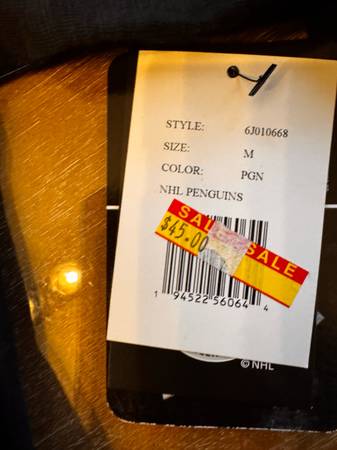 STYLE: 6J010668
SIZE: M
COLOR: PGN
NHL PENGUINS
SALE
$45.00
SALE
1 94522 56064 4
© NHL